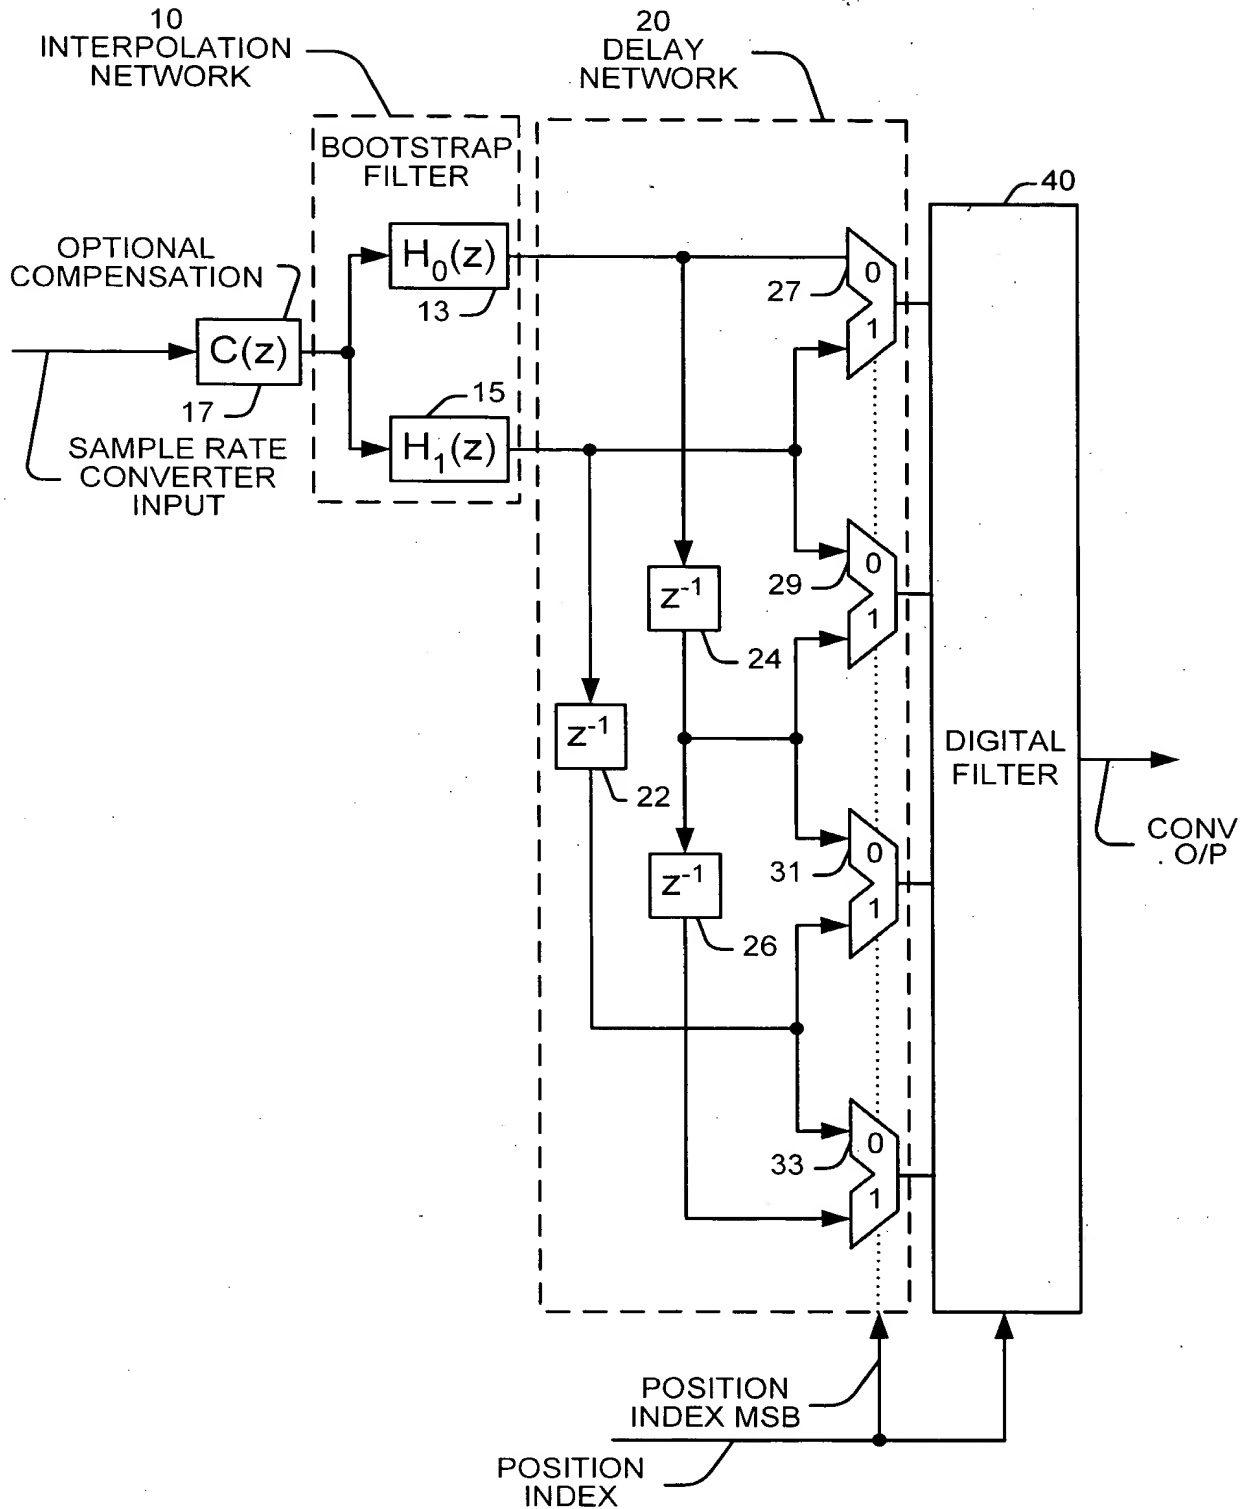 10
INTERPOLATION
NETWORK
20
DELAY
NETWORK
BOOTSTRAP
FILTER
40
OPTIONAL
COMPENSATION
H0(z)
13
27
0
1
C(z)
17
15
H1(z)
SAMPLE RATE
CONVERTER
INPUT
29
0
1
z-1
24
z-1
22
DIGITAL
FILTER
CONV
O/P
31
0
1
z-1
26
33
0
1
POSITION
INDEX MSB
POSITION
INDEX